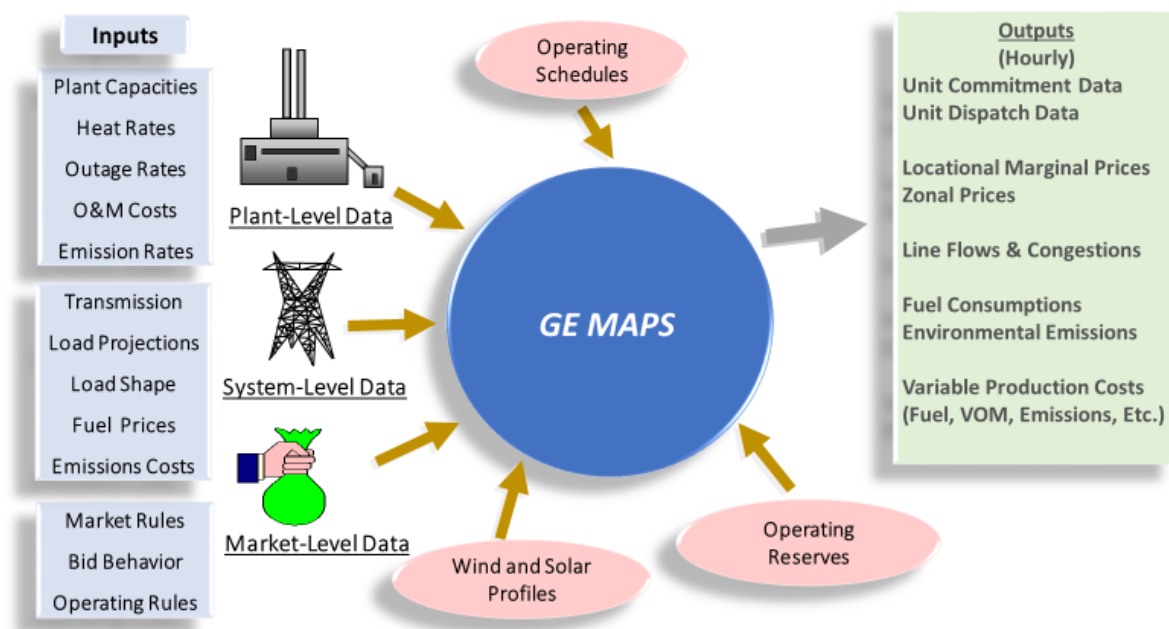 Inputs
Plant Capacities
Heat Rates
Outage Rates
O&M Costs
Emission Rates
Transmission
Load Projections
Load Shape
Fuel Prices
Emissions Costs
Market Rules
Bid Behavior
Operating Rules
Plant-Level Data
System-Level Data
Market-Level Data
Operating
Schedules
GE MAPS
Wind and Solar
Profiles
Operating
Reserves
Outputs
(Hourly)
Unit Commitment Data
Unit Dispatch Data
Locational Marginal Prices
Zonal Prices
Line Flows & Congestions
Fuel Consumptions
Environmental Emissions
Variable Production Costs
(Fuel, VOM, Emissions, Etc.)